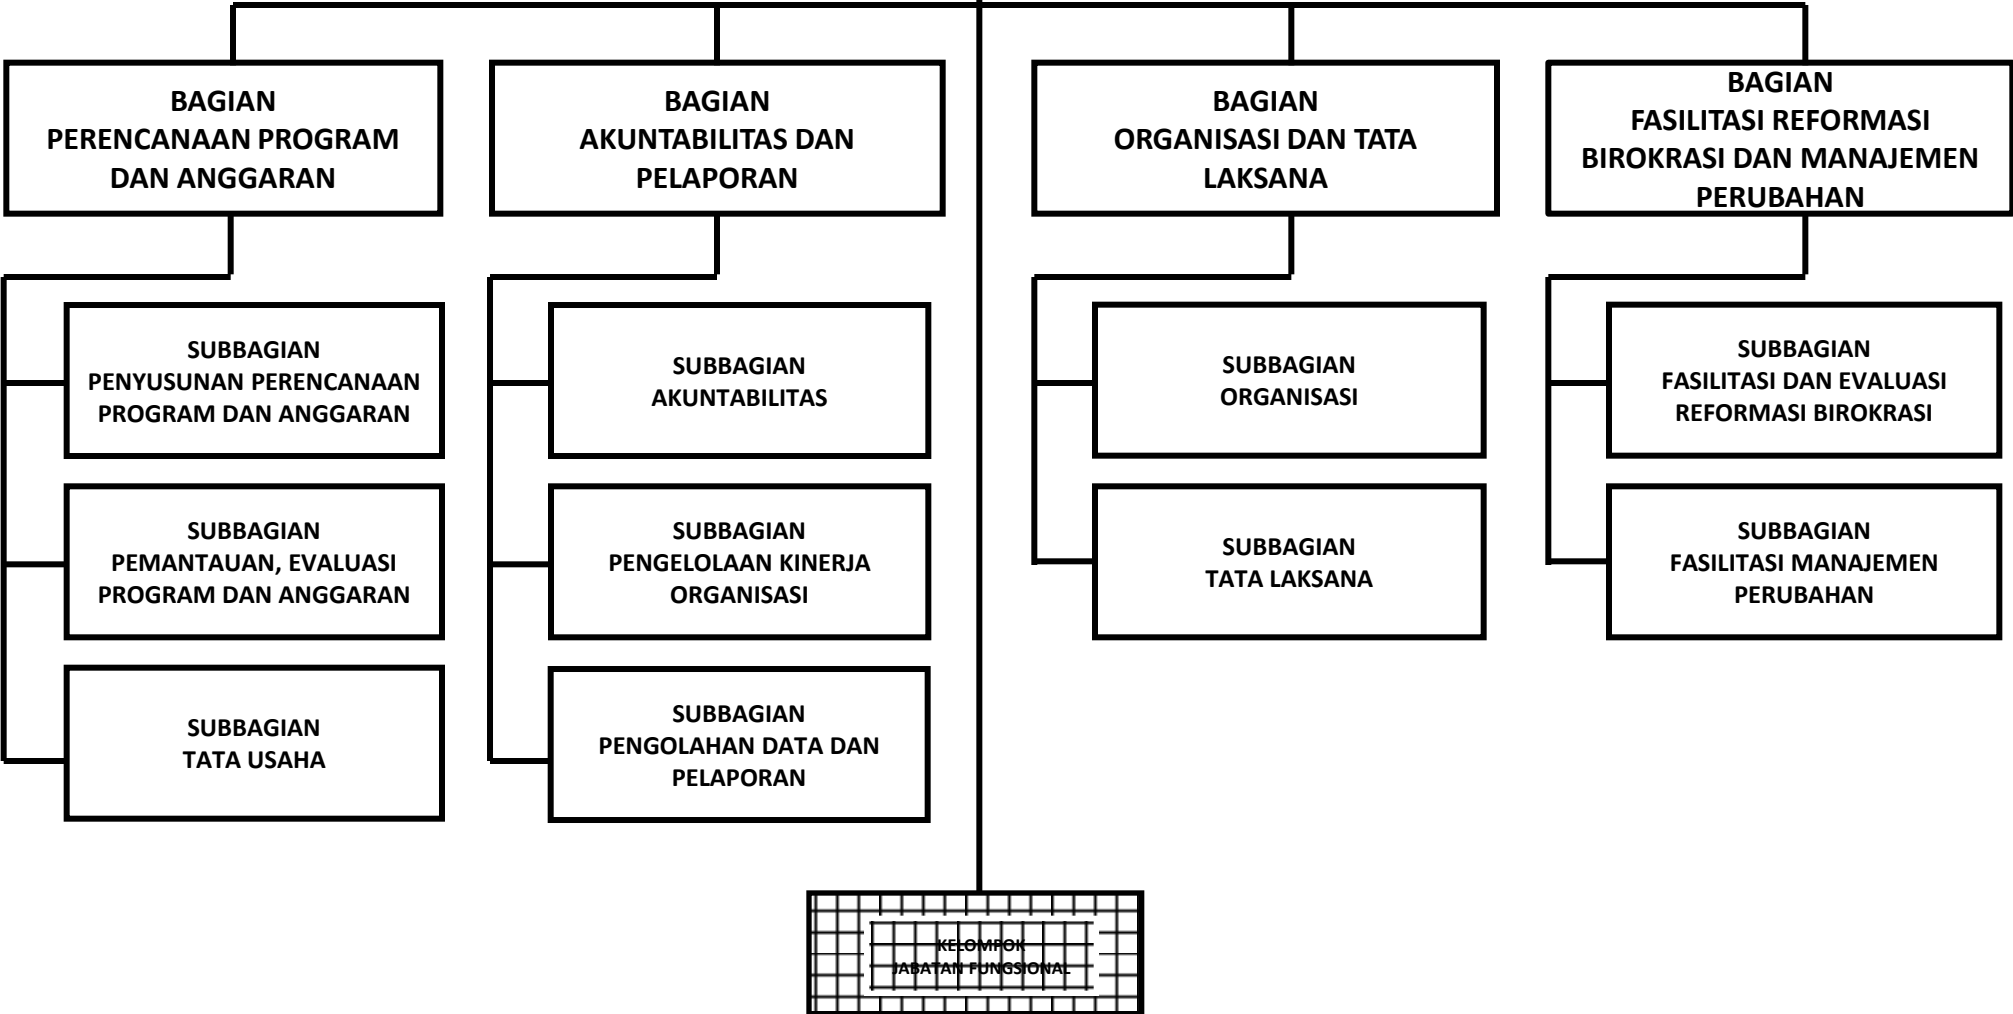 BAGIAN
PERENCANAAN PROGRAM
DAN ANGGARAN
BAGIAN
AKUNTABILITAS DAN
PELAPORAN
BAGIAN
ORGANISASI DAN TATA
LAKSANA
BAGIAN
FASILITASI REFORMASI
BIROKRASI DAN MANAJEMEN
PERUBAHAN
SUBBAGIAN
PENYUSUNAN PERENCANAAN
PROGRAM DAN ANGGARAN
SUBBAGIAN
AKUNTABILITAS
SUBBAGIAN
ORGANISASI
SUBBAGIAN
FASILITASI DAN EVALUASI
REFORMASI BIROKRASI
SUBBAGIAN
PEMANTAUAN, EVALUASI
PROGRAM DAN ANGGARAN
SUBBAGIAN
PENGELOLAAN KINERJA
ORGANISASI
SUBBAGIAN
TATA LAKSANA
SUBBAGIAN
FASILITASI MANAJEMEN
PERUBAHAN
SUBBAGIAN
TATA USAHA
SUBBAGIAN
PENGOLAHAN DATA DAN
PELAPORAN
KELOMPOK
JABATAN FUNGSIONAL